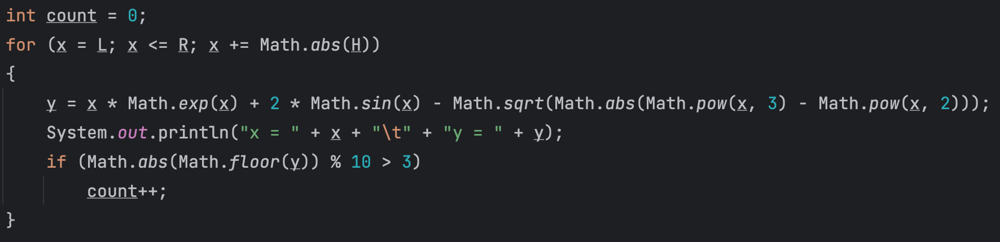 int count = 0;
for (x = L; x <= R; x += Math.abs(H))
{
    y = x * Math.exp(x) + 2 * Math.sin(x) - Math.sqrt(Math.abs(Math.pow(x, 3) - Math.pow(x, 2)));
    System.out.println("x = " + x + "\t" + "y = " + y);
    if (Math.abs(Math.floor(y)) % 10 > 3)
        count++;
}